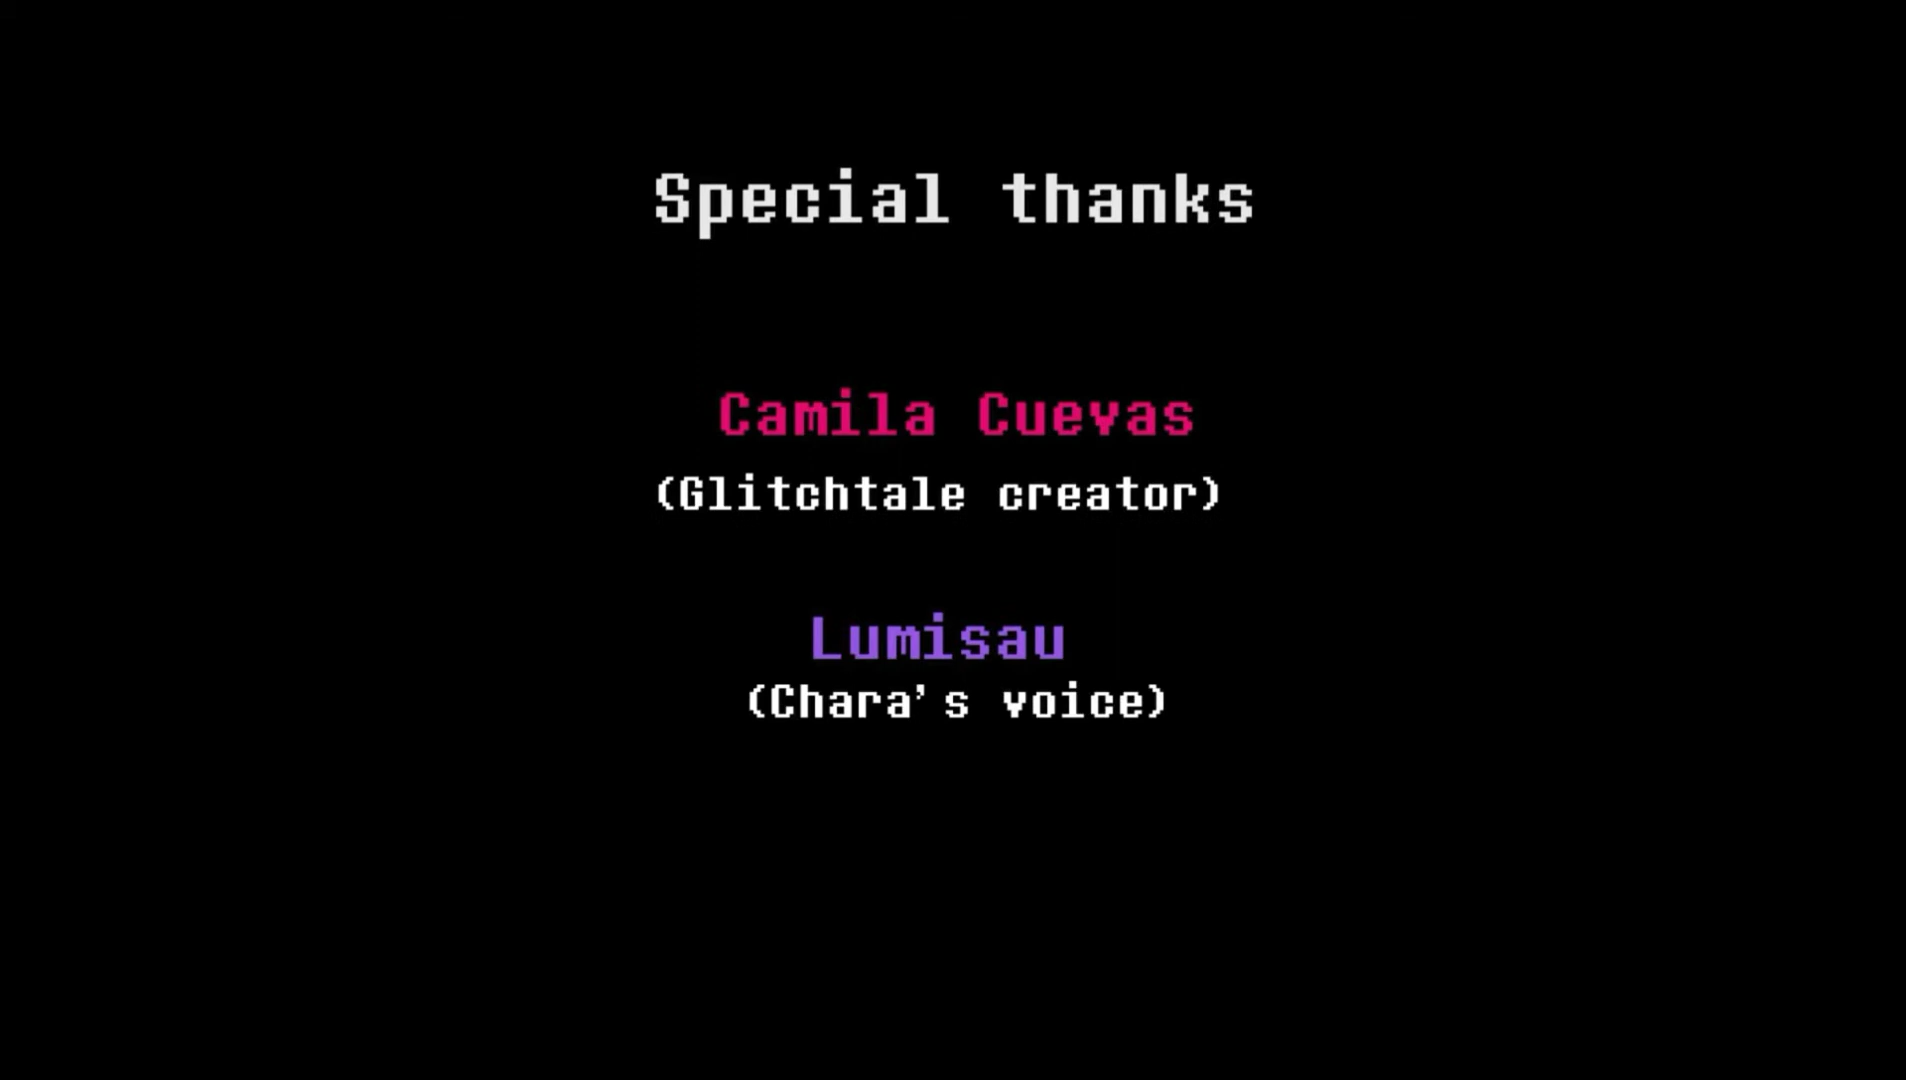 Special thanks
Camila Cuevas
(Glitchtale creator)
Lumisau
(Chara's voice)